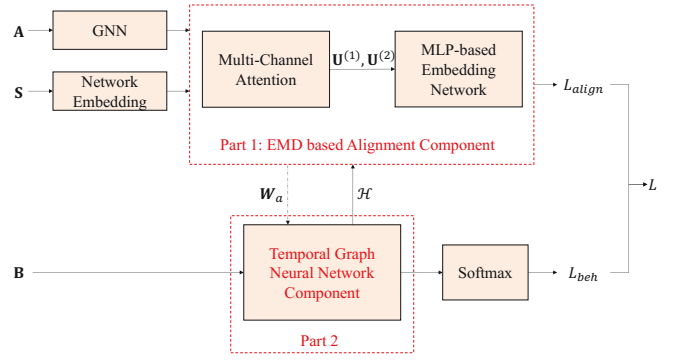 A
GNN
S
Network
Embedding
Multi-Channel
Attention
U⁽¹⁾, U⁽²⁾
MLP-based
Embedding
Network
L_align
Part 1: EMD based Alignment Component
W_a
ℋ
L
B
Temporal Graph
Neural Network
Component
Softmax
L_beh
Part 2